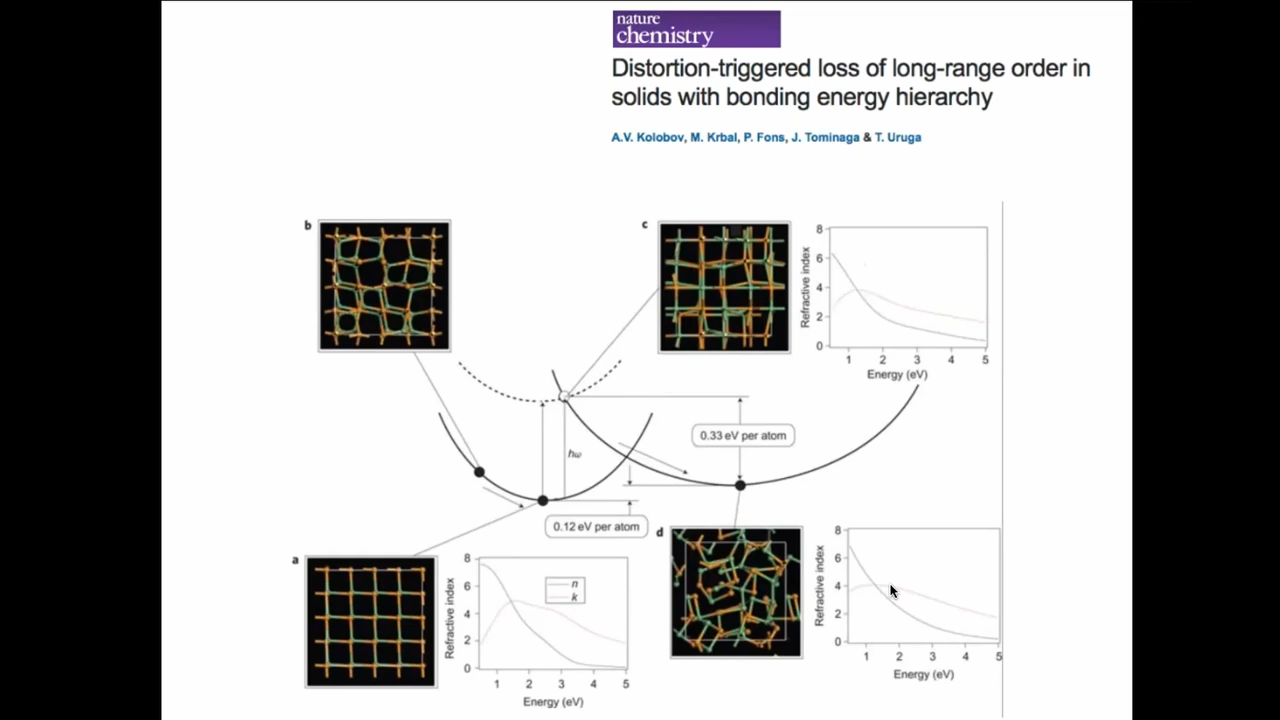 nature
chemistry
Distortion-triggered loss of long-range order in
solids with bonding energy hierarchy
A.V. Kolobov, M. Krbal, P. Fons, J. Tominaga & T. Uruga
b
c
8
6
4
2
0
Refractive index
1 2 3 4 5
Energy (eV)
0.33 eV per atom
hω
0.12 eV per atom
a
8
6
4
2
0
Refractive index
n
k
1 2 3 4 5
Energy (eV)
d
8
6
4
2
0
Refractive index
1 2 3 4 5
Energy (eV)